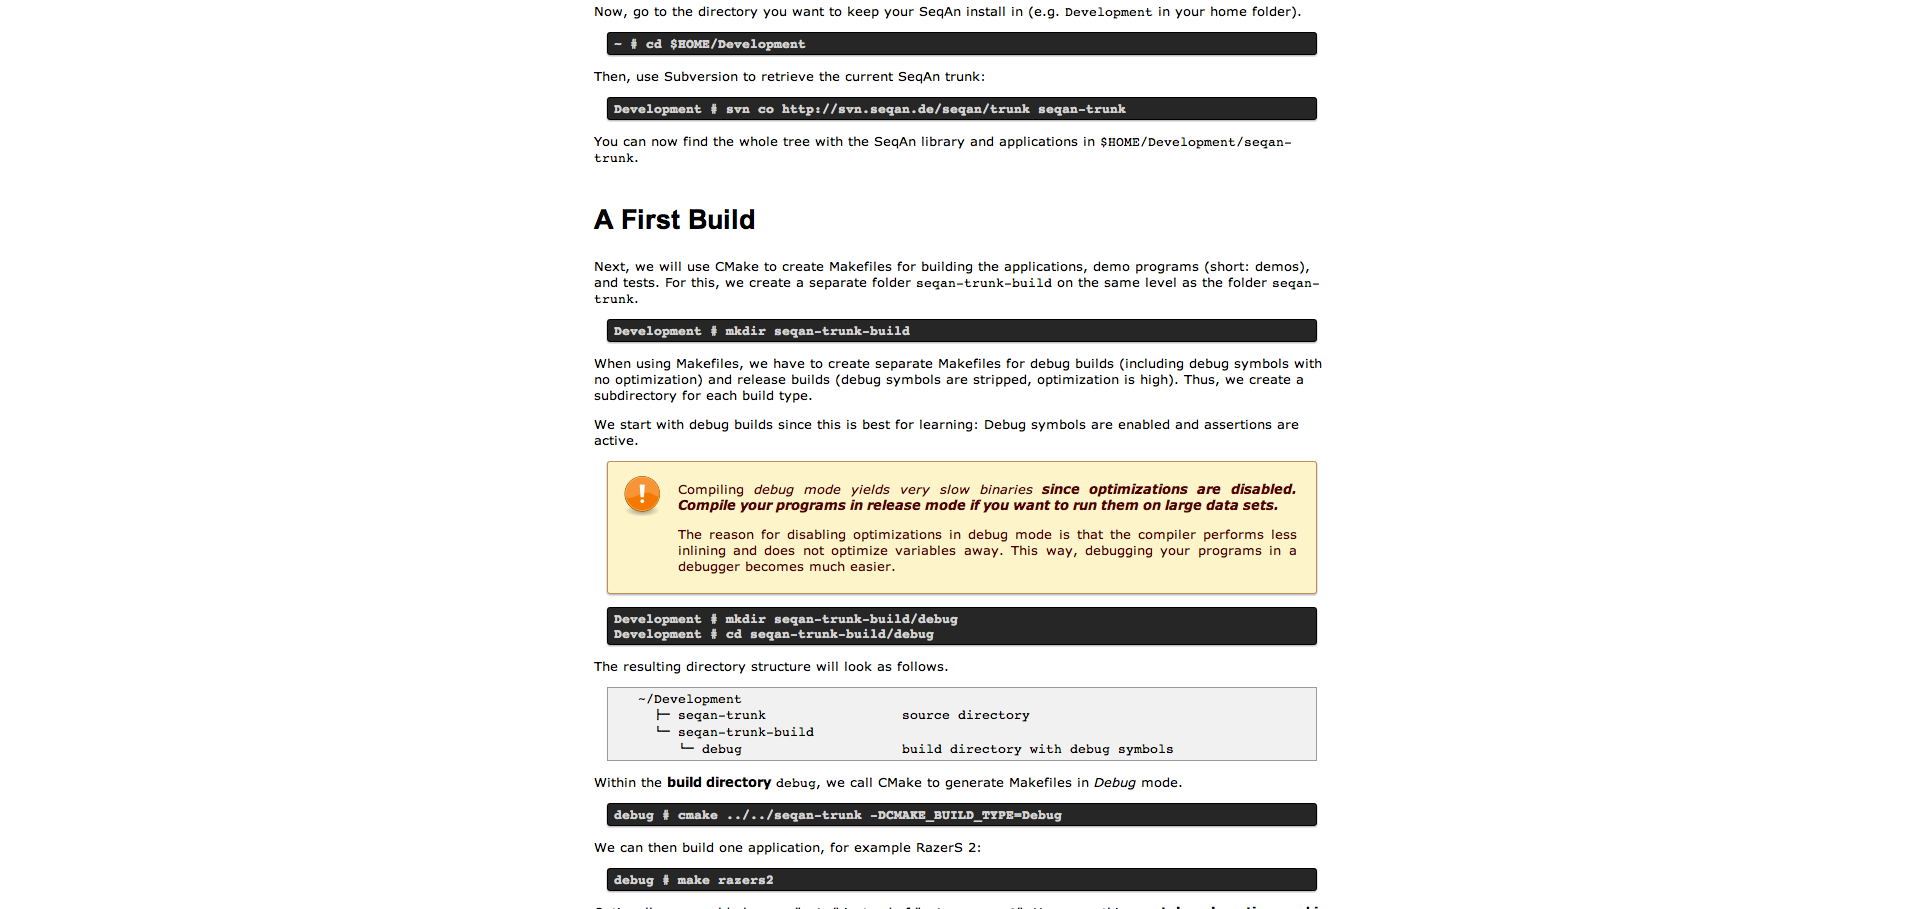 Now, go to the directory you want to keep your SeqAn install in (e.g. Development in your home folder).
~ # cd $HOME/Development
Then, use Subversion to retrieve the current SeqAn trunk:
Development # svn co http://svn.seqan.de/seqan/trunk seqan-trunk
You can now find the whole tree with the SeqAn library and applications in $HOME/Development/seqan-
trunk.
A First Build
Next, we will use CMake to create Makefiles for building the applications, demo programs (short: demos),
and tests. For this, we create a separate folder seqan-trunk-build on the same level as the folder seqan-
trunk.
Development # mkdir seqan-trunk-build
When using Makefiles, we have to create separate Makefiles for debug builds (including debug symbols with
no optimization) and release builds (debug symbols are stripped, optimization is high). Thus, we create a
subdirectory for each build type.
We start with debug builds since this is best for learning: Debug symbols are enabled and assertions are
active.
!
Compiling debug mode yields very slow binaries since optimizations are disabled.
Compile your programs in release mode if you want to run them on large data sets.
The reason for disabling optimizations in debug mode is that the compiler performs less
inlining and does not optimize variables away. This way, debugging your programs in a
debugger becomes much easier.
Development # mkdir seqan-trunk-build/debug
Development # cd seqan-trunk-build/debug
The resulting directory structure will look as follows.
~/Development
├─ seqan-trunk source directory
└─ seqan-trunk-build
└─ debug build directory with debug symbols
Within the build directory debug, we call CMake to generate Makefiles in Debug mode.
debug # cmake ../../seqan-trunk -DCMAKE_BUILD_TYPE=Debug
We can then build one application, for example RazerS 2:
debug # make razers2